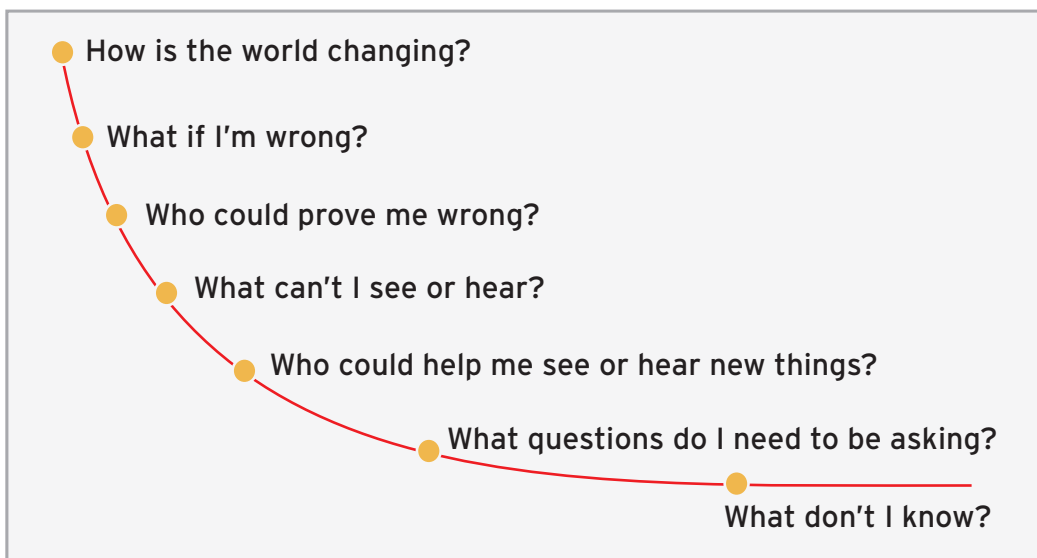 How is the world changing?
What if I'm wrong?
Who could prove me wrong?
What can't I see or hear?
Who could help me see or hear new things?
What questions do I need to be asking?
What don't I know?